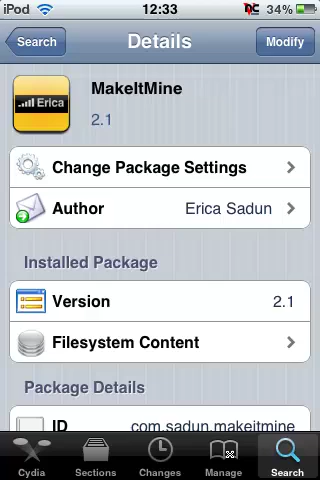 iPod 12:33 34%
Search Details Modify
MakeItMine
Erica
2.1
Change Package Settings
Author Erica Sadun
Installed Package
Version 2.1
Filesystem Content
Package Details
ID com.sadun.makeitmine
Cydia Sections Changes Manage Search